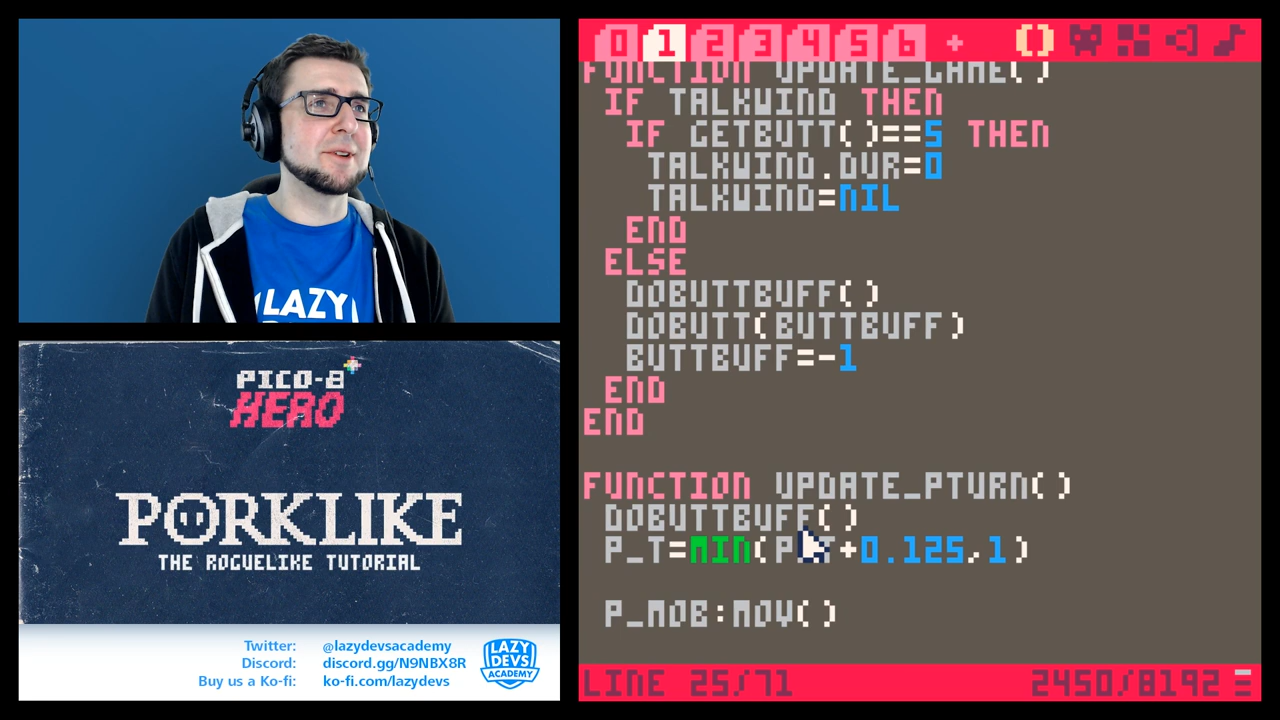 0 1 2 3 4 5 6 +
FUNCTION UPDATE_GAME()
IF TALKWIND THEN
IF GETBUTT()==5 THEN
TALKWIND.DUR=0
TALKWIND=NIL
END
ELSE
DOBUTTBUFF()
DOBUTT(BUTTBUFF)
BUTTBUFF=-1
END
END
FUNCTION UPDATE_PTURN()
DOBUTTBUFF()
P_T=MIN(P_T+0.125,1)
P_MOB:MOV()
LINE 25/71
2450/8192
LAZY
PICO-8
HERO
PORKLIKE
THE ROGUELIKE TUTORIAL
Twitter: @lazydevsacademy
Discord: discord.gg/N9NBX8R
Buy us a Ko-fi: ko-fi.com/lazydevs
LAZY
DEVS
ACADEMY